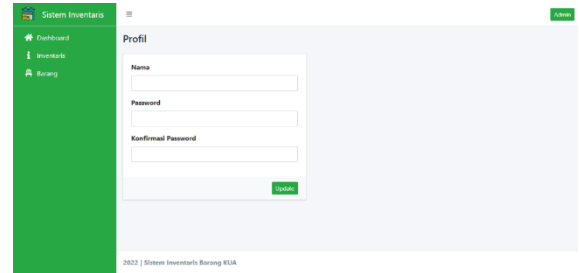 Sistem Inventaris
Admin
Dashboard
Inventaris
Barang
Profil
Nama
Password
Konfirmasi Password
Update
2022 | Sistem Inventaris Barang KUA